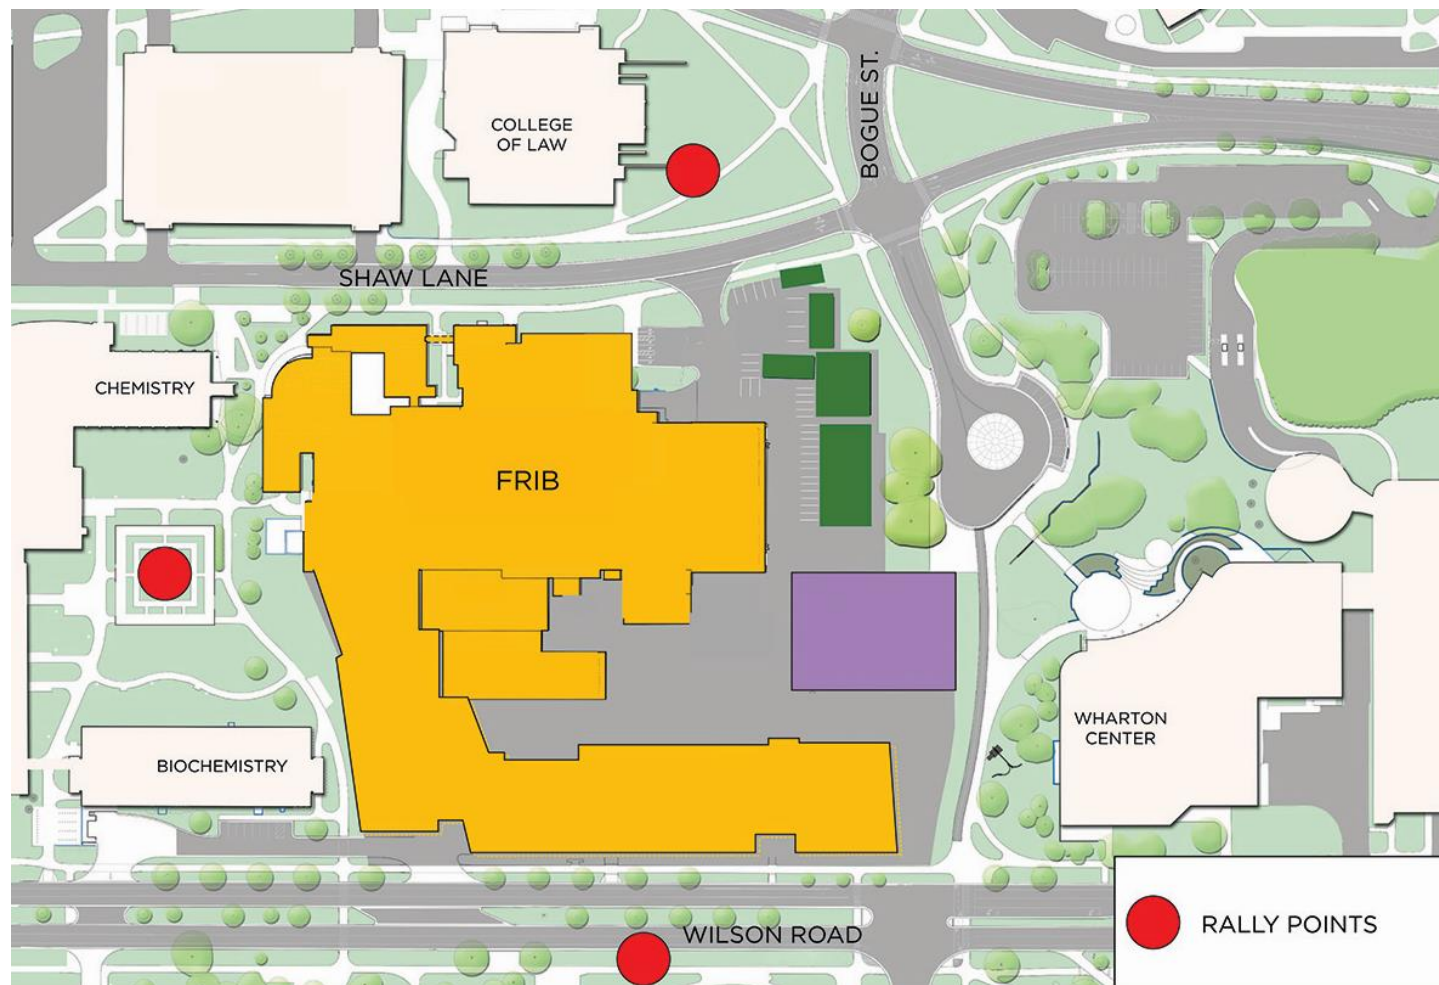 COLLEGE
OF LAW
BOGUE ST.
SHAW LANE
CHEMISTRY
FRIB
WHARTON
CENTER
BIOCHEMISTRY
WILSON ROAD
RALLY POINTS